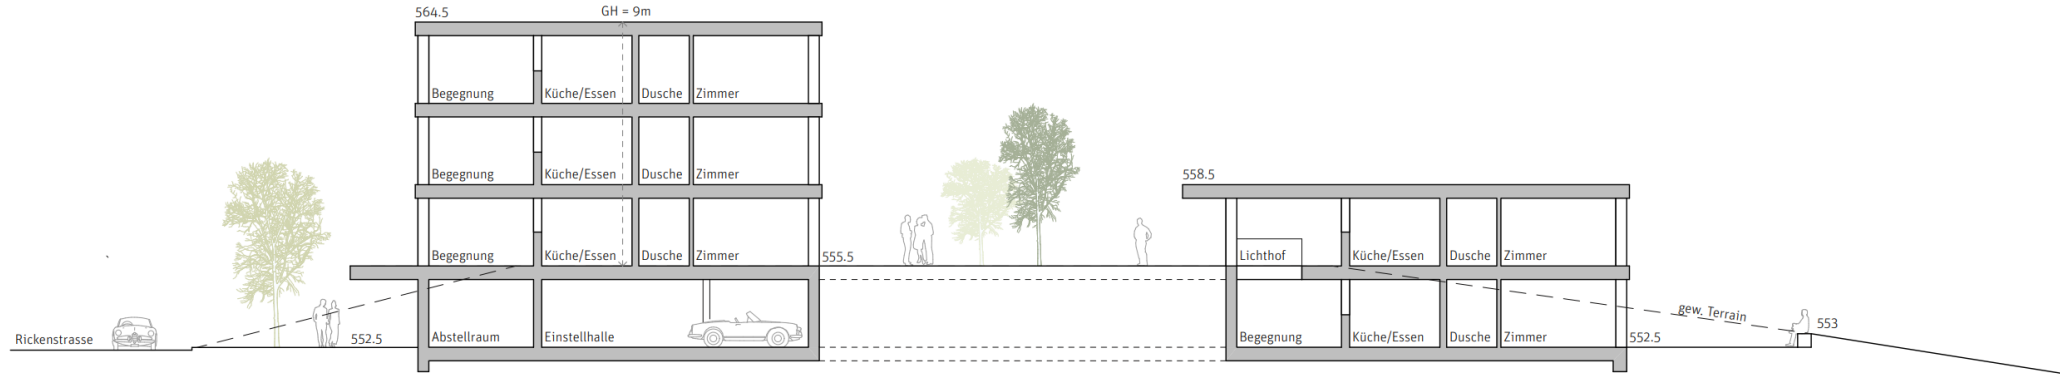 564.5
GH = 9m
Begegnung Küche/Essen Dusche Zimmer
Begegnung Küche/Essen Dusche Zimmer
558.5
Begegnung Küche/Essen Dusche Zimmer
555.5
Lichthof Küche/Essen Dusche Zimmer
gew. Terrain
553
Rickenstrasse
552.5
Abstellraum Einstellhalle
Begegnung Küche/Essen Dusche Zimmer
552.5